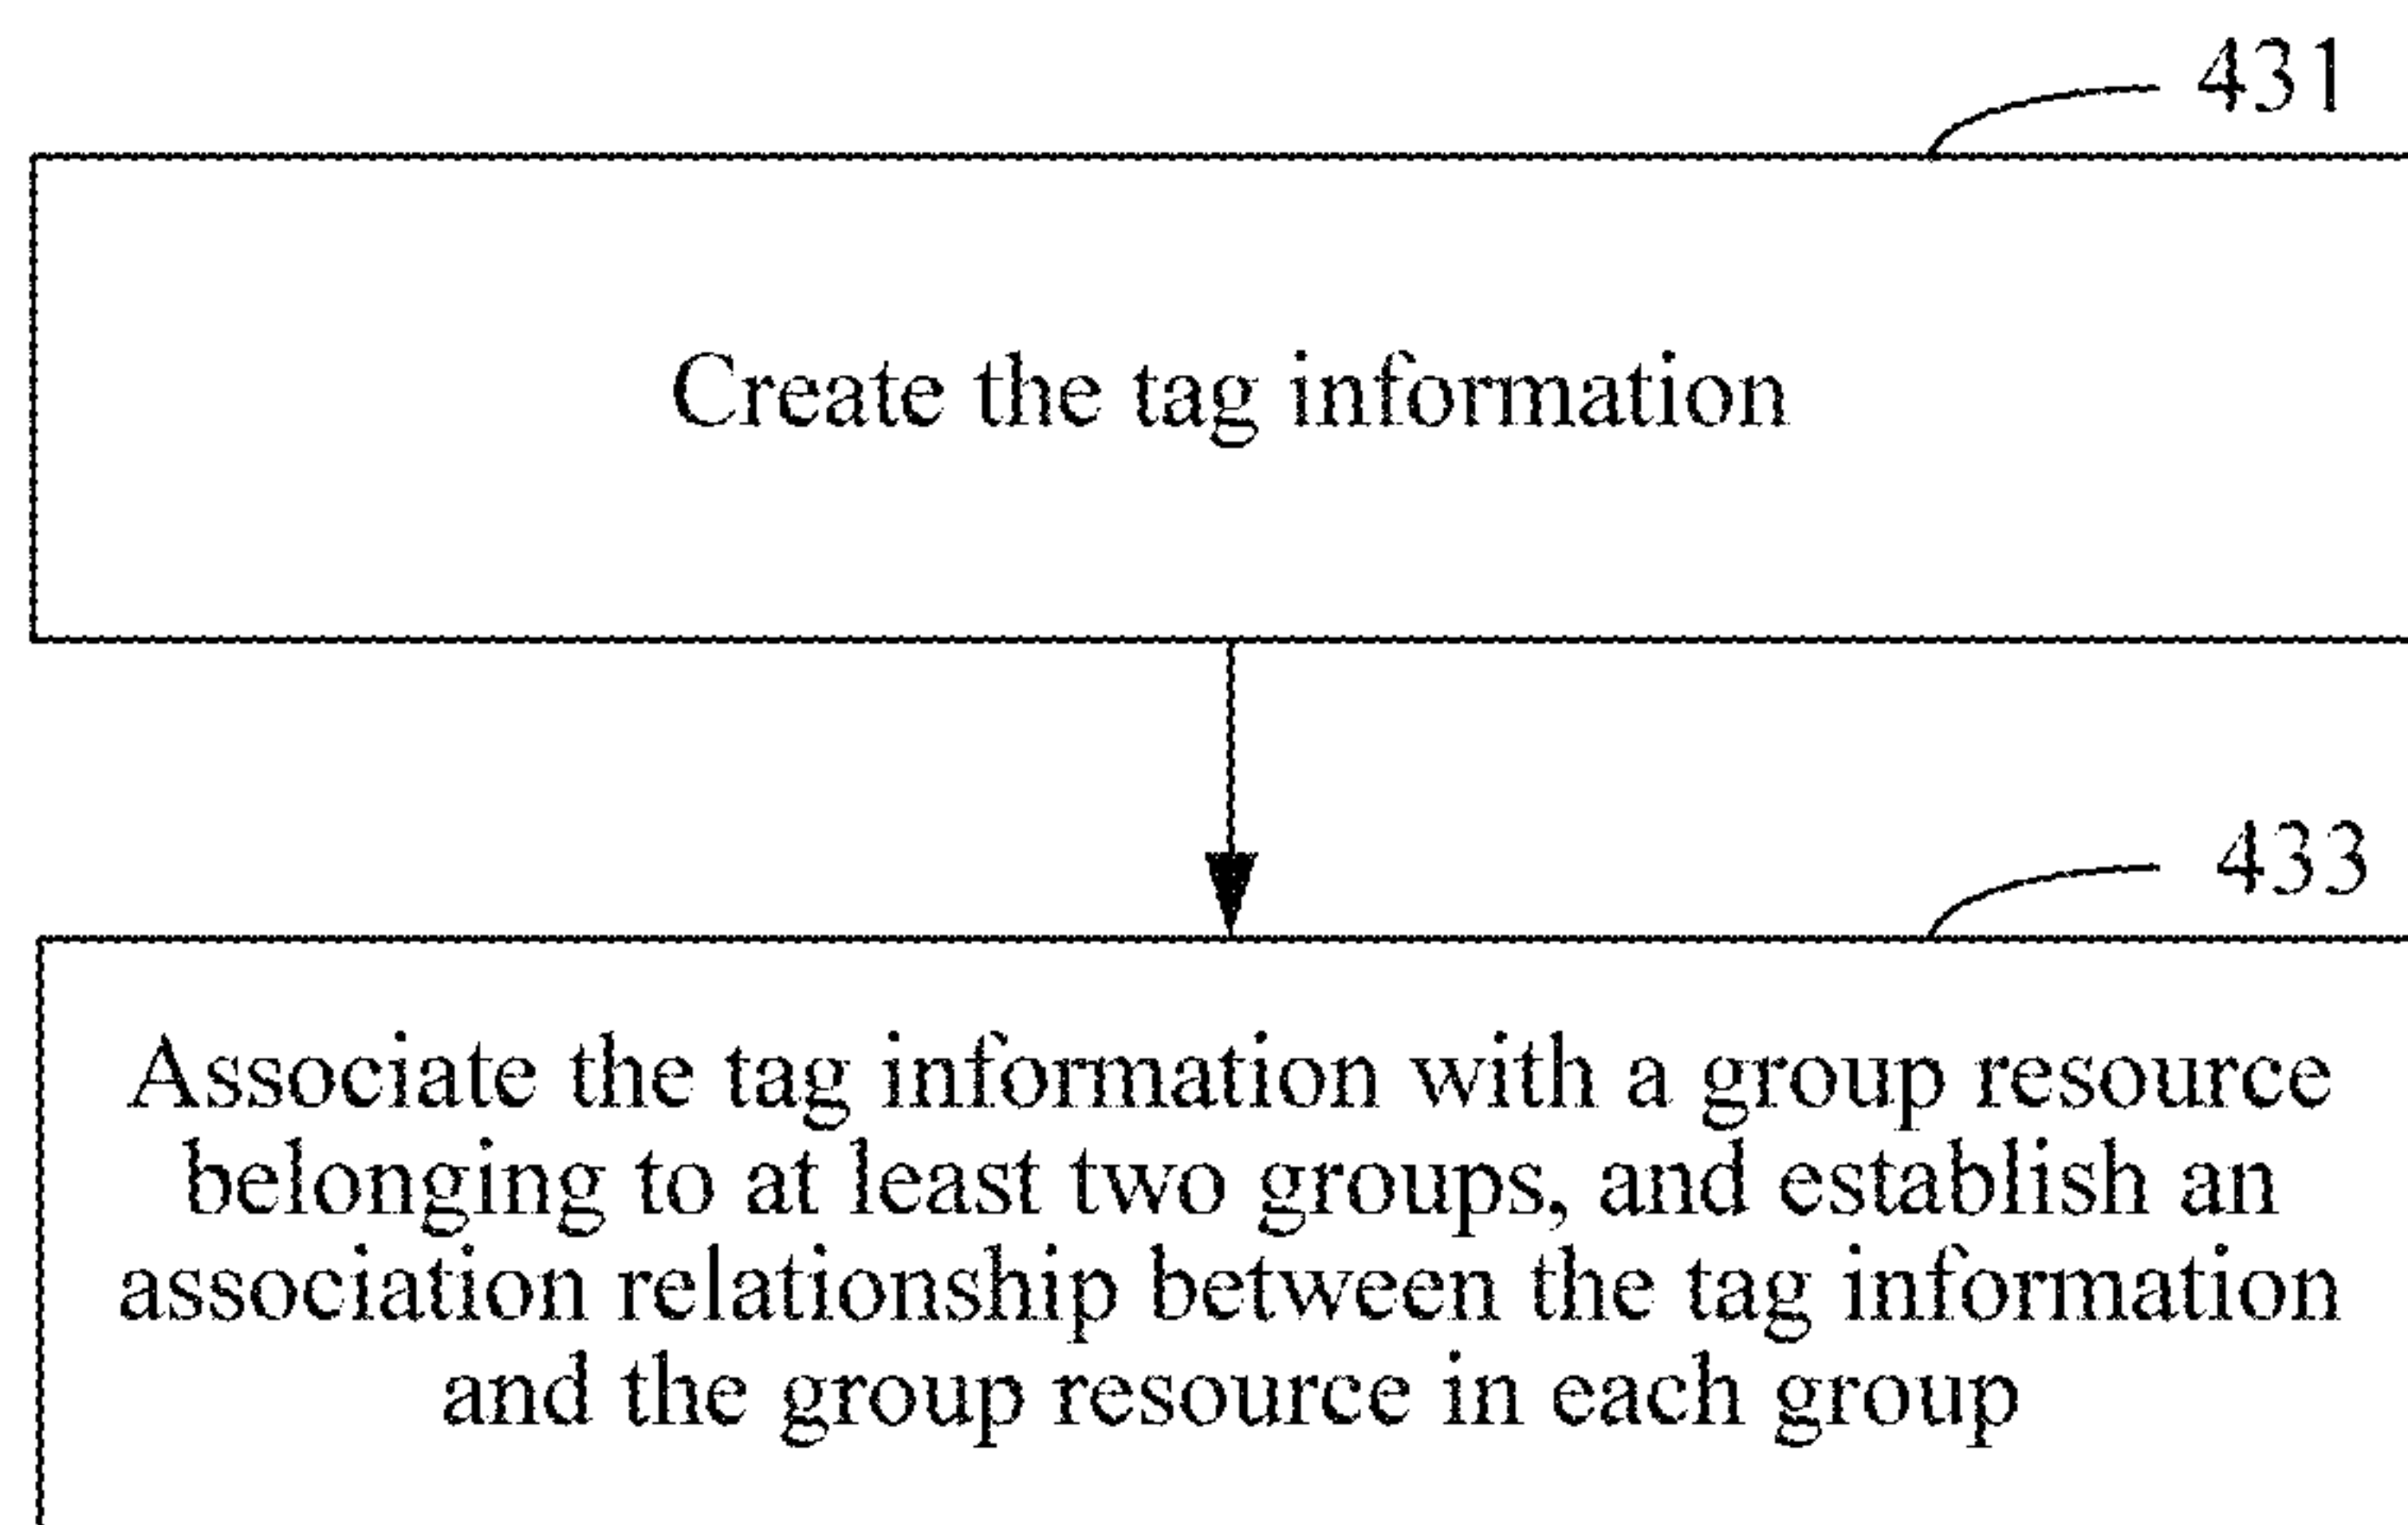 431
Create the tag information
433
Associate the tag information with a group resource
belonging to at least two groups, and establish an
association relationship between the tag information
and the group resource in each group